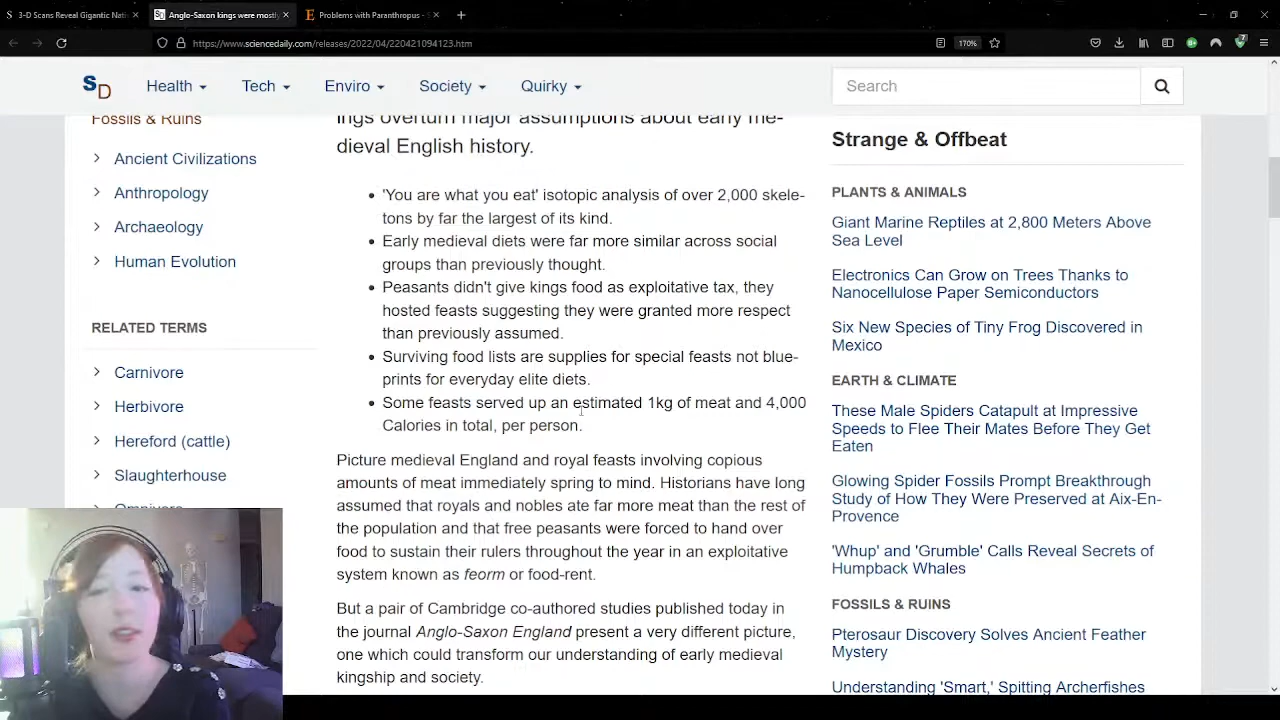 3-D Scans Reveal Gigantic Nati
Anglo-Saxon kings were mostly
Problems with Paranthropus - S
https://www.sciencedaily.com/releases/2022/04/220421094123.htm
170%
SD
Health
Tech
Enviro
Society
Quirky
Search
Fossils & Ruins
Ancient Civilizations
Anthropology
Archaeology
Human Evolution
RELATED TERMS
Carnivore
Herbivore
Hereford (cattle)
Slaughterhouse
Omnivore
ings overturn major assumptions about early me-
dieval English history.
• 'You are what you eat' isotopic analysis of over 2,000 skele-
tons by far the largest of its kind.
• Early medieval diets were far more similar across social
groups than previously thought.
• Peasants didn't give kings food as exploitative tax, they
hosted feasts suggesting they were granted more respect
than previously assumed.
• Surviving food lists are supplies for special feasts not blue-
prints for everyday elite diets.
• Some feasts served up an estimated 1kg of meat and 4,000
Calories in total, per person.
Picture medieval England and royal feasts involving copious
amounts of meat immediately spring to mind. Historians have long
assumed that royals and nobles ate far more meat than the rest of
the population and that free peasants were forced to hand over
food to sustain their rulers throughout the year in an exploitative
system known as feorm or food-rent.
But a pair of Cambridge co-authored studies published today in
the journal Anglo-Saxon England present a very different picture,
one which could transform our understanding of early medieval
kingship and society.
Strange & Offbeat
PLANTS & ANIMALS
Giant Marine Reptiles at 2,800 Meters Above
Sea Level
Electronics Can Grow on Trees Thanks to
Nanocellulose Paper Semiconductors
Six New Species of Tiny Frog Discovered in
Mexico
EARTH & CLIMATE
These Male Spiders Catapult at Impressive
Speeds to Flee Their Mates Before They Get
Eaten
Glowing Spider Fossils Prompt Breakthrough
Study of How They Were Preserved at Aix-En-
Provence
'Whup' and 'Grumble' Calls Reveal Secrets of
Humpback Whales
FOSSILS & RUINS
Pterosaur Discovery Solves Ancient Feather
Mystery
Understanding 'Smart,' Spitting Archerfishes